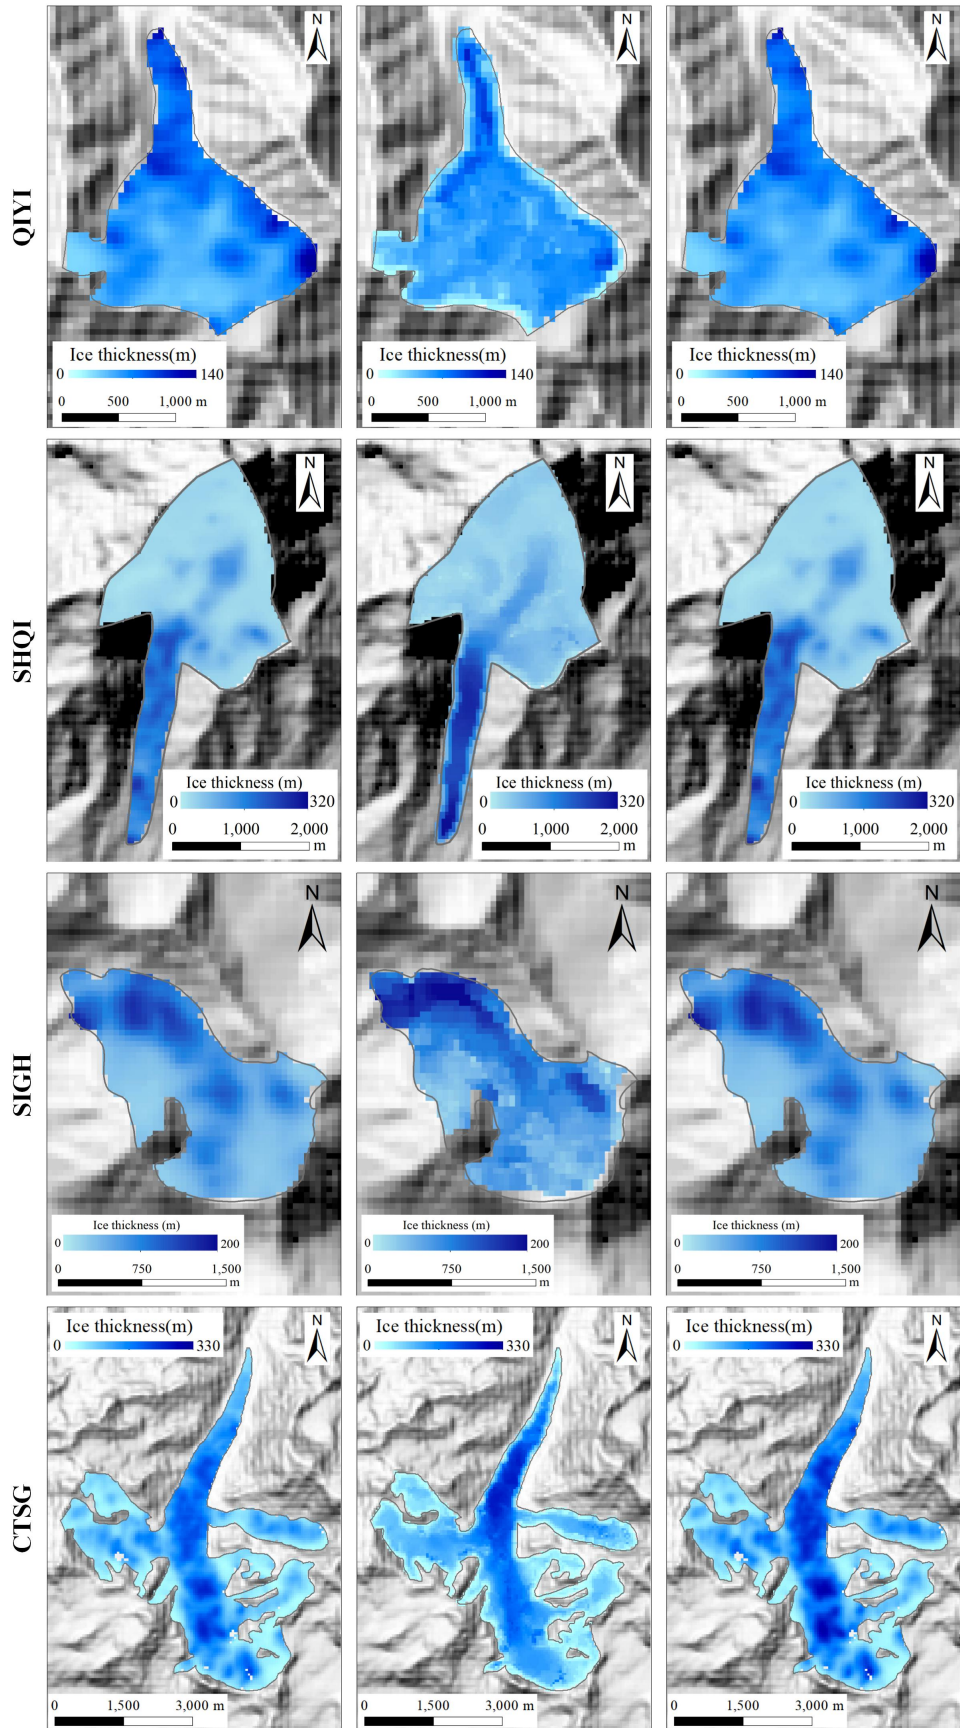 QIYI
N
Ice thickness(m)
0 140
0 500 1,000 m
N
Ice thickness(m)
0 140
0 500 1,000 m
N
Ice thickness(m)
0 140
0 500 1,000 m
SHQI
N
Ice thickness (m)
0 320
0 1,000 2,000
m
N
Ice thickness (m)
0 320
0 1,000 2,000
m
N
Ice thickness (m)
0 320
0 1,000 2,000
m
SIGH
N
Ice thickness (m)
0 200
0 750 1,500
m
N
Ice thickness (m)
0 200
0 750 1,500
m
N
Ice thickness (m)
0 200
0 750 1,500
m
CTSG
Ice thickness(m)
0 330
N
0 1,500 3,000 m
Ice thickness(m)
0 330
N
0 1,500 3,000 m
Ice thickness(m)
0 330
N
0 1,500 3,000 m